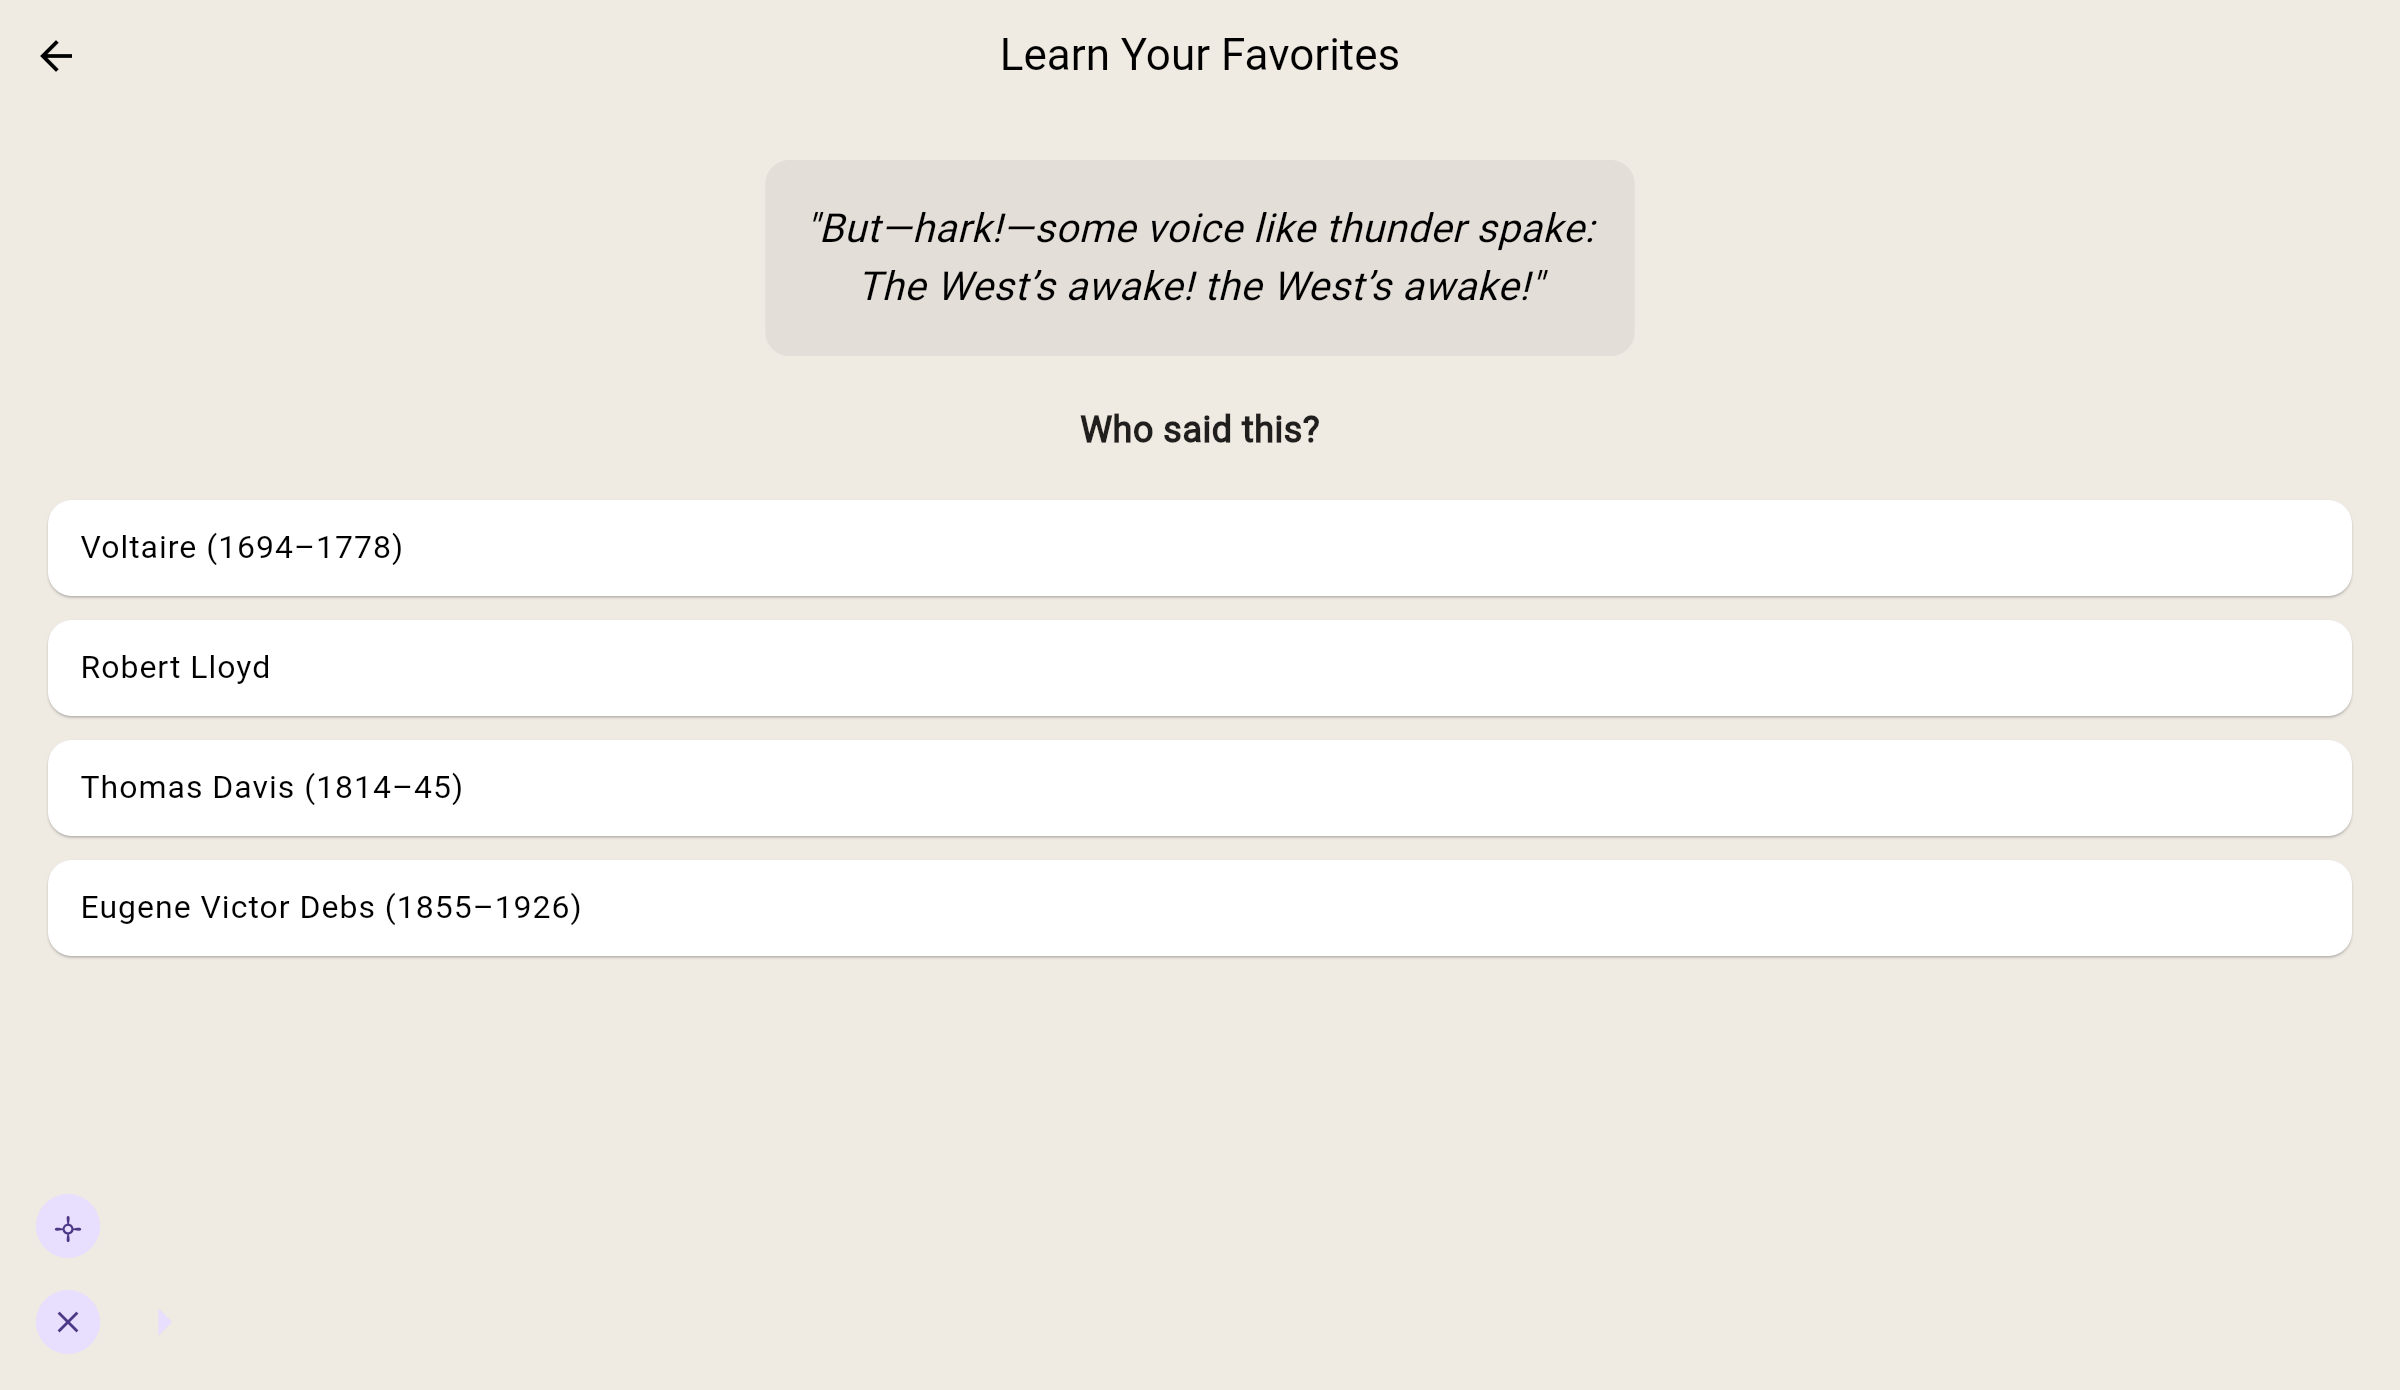 Learn Your Favorites
"But—hark!—some voice like thunder spake:
The West’s awake! the West’s awake!"
Who said this?
Voltaire (1694–1778)
Robert Lloyd
Thomas Davis (1814–45)
Eugene Victor Debs (1855–1926)